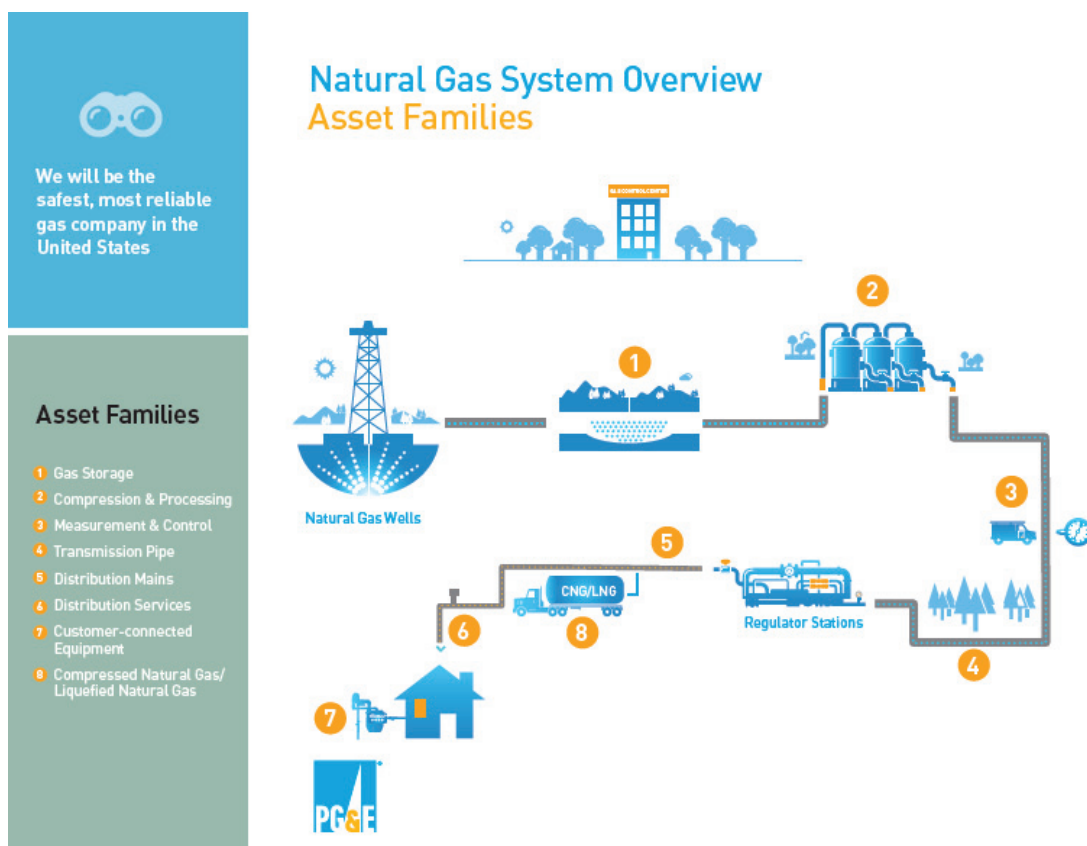 We will be the
safest, most reliable
gas company in the
United States
Asset Families
1 Gas Storage
2 Compression & Processing
3 Measurement & Control
4 Transmission Pipe
5 Distribution Mains
6 Distribution Services
7 Customer-connected
Equipment
8 Compressed Natural Gas/
Liquefied Natural Gas
Natural Gas System Overview
Asset Families
GAS CONTROL CENTER
2
1
Natural Gas Wells
3
5
CNG/LNG
Regulator Stations
6
8
4
7
PG&E